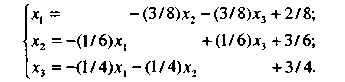 x₁ = - (3/8) x₂ - (3/8) x₃ + 2/8;
x₂ = -(1/6) x₁ + (1/6) x₃ + 3/6;
x₃ = -(1/4) x₁ - (1/4) x₂ + 3/4.